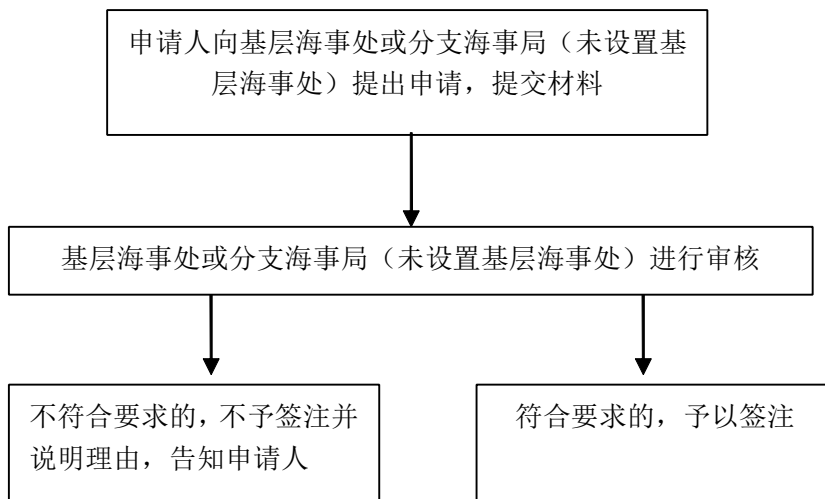 申请人向基层海事处或分支海事局（未设置基
层海事处）提出申请，提交材料
基层海事处或分支海事局（未设置基层海事处）进行审核
不符合要求的，不予签注并
说明理由，告知申请人
符合要求的，予以签注